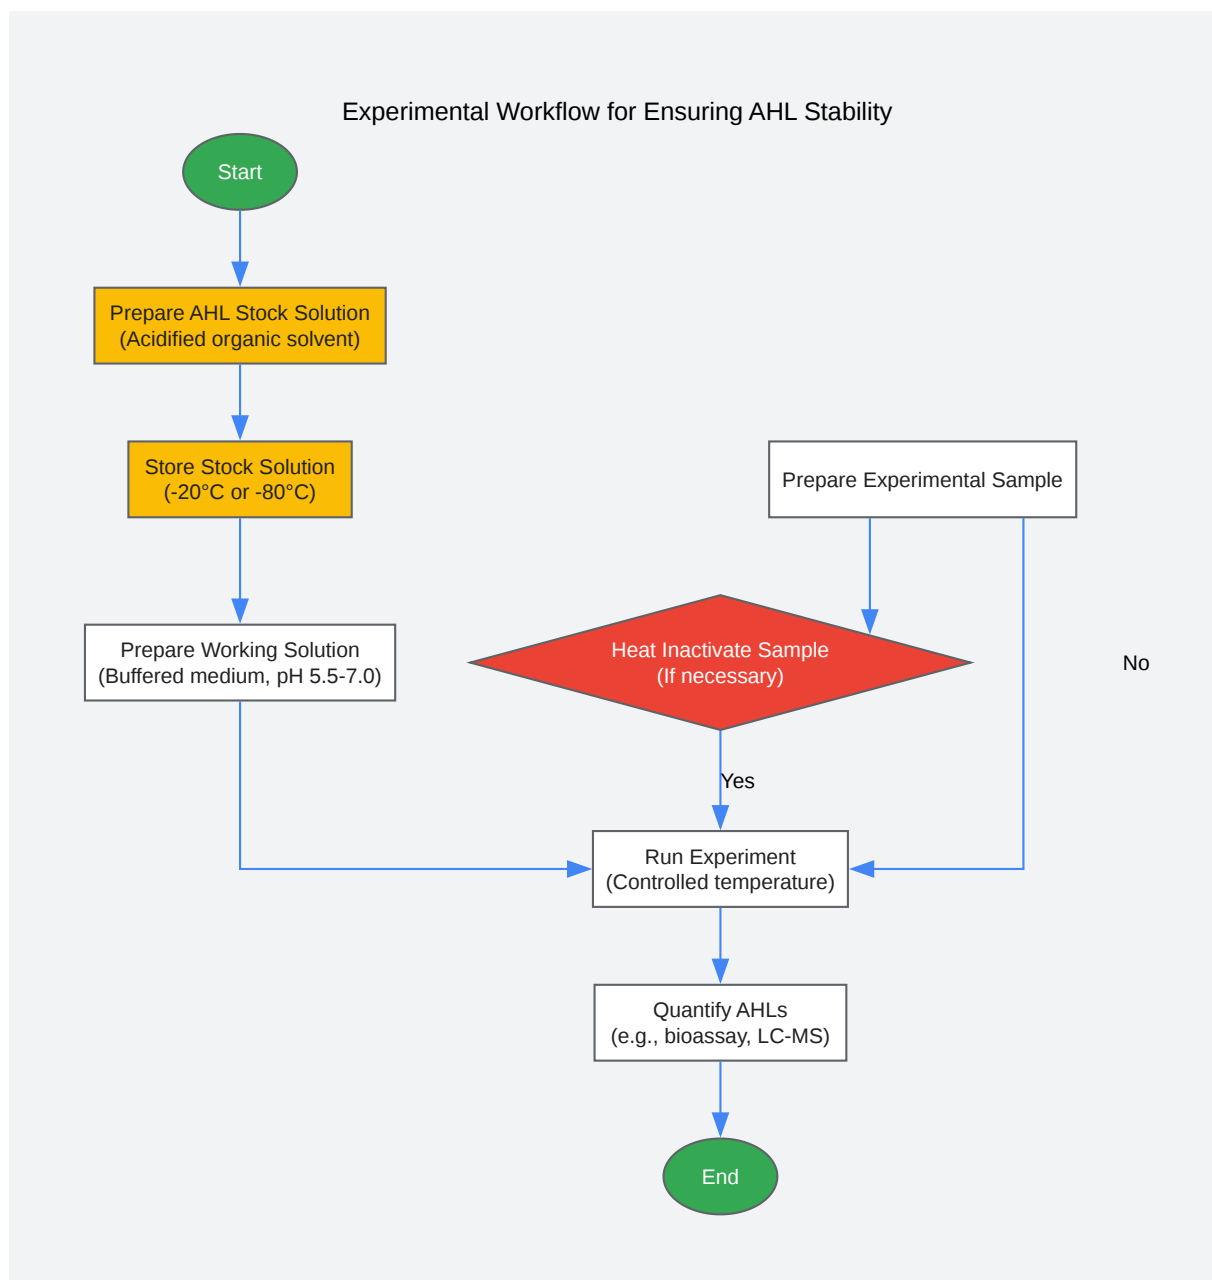 Experimental Workflow for Ensuring AHL Stability
Start
Prepare AHL Stock Solution
(Acidified organic solvent)
Store Stock Solution
(-20°C or -80°C)
Prepare Experimental Sample
Prepare Working Solution
(Buffered medium, pH 5.5-7.0)
Heat Inactivate Sample
(If necessary)
No
Yes
Run Experiment
(Controlled temperature)
Quantify AHLs
(e.g., bioassay, LC-MS)
End